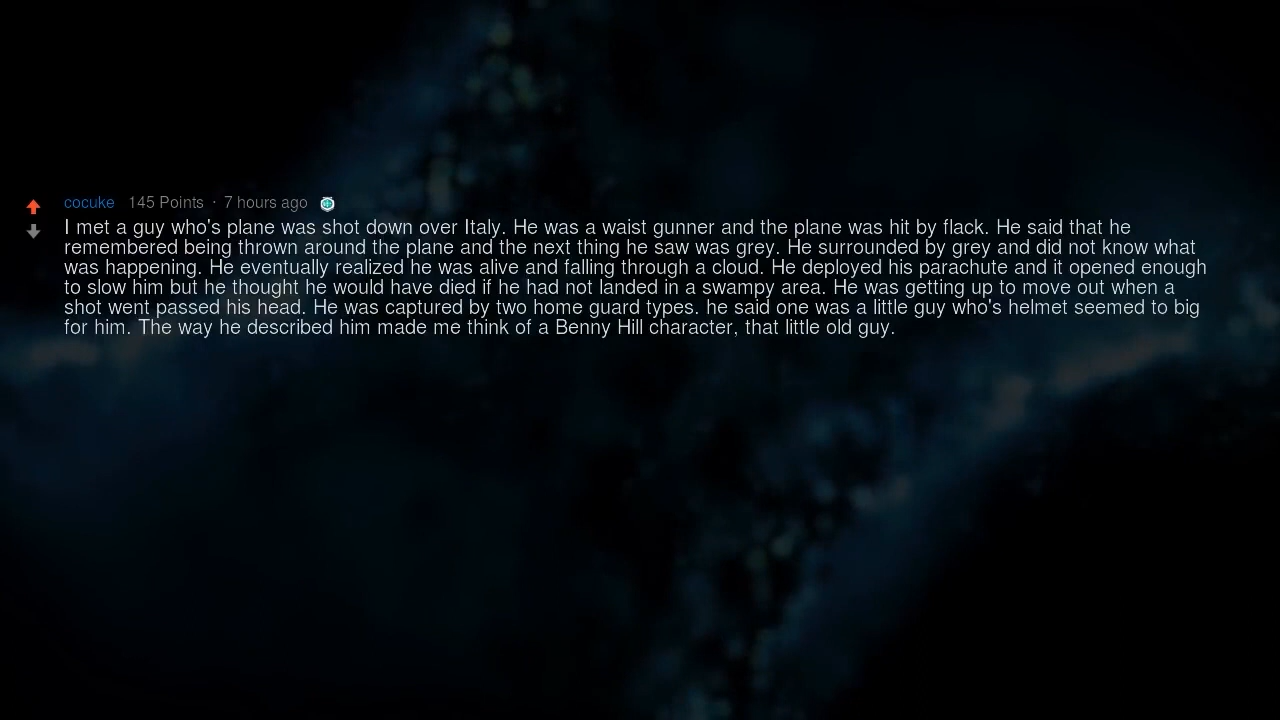 cocuke 145 Points · 7 hours ago
I met a guy who's plane was shot down over Italy. He was a waist gunner and the plane was hit by flack. He said that he
remembered being thrown around the plane and the next thing he saw was grey. He surrounded by grey and did not know what
was happening. He eventually realized he was alive and falling through a cloud. He deployed his parachute and it opened enough
to slow him but he thought he would have died if he had not landed in a swampy area. He was getting up to move out when a
shot went passed his head. He was captured by two home guard types. he said one was a little guy who's helmet seemed to big
for him. The way he described him made me think of a Benny Hill character, that little old guy.